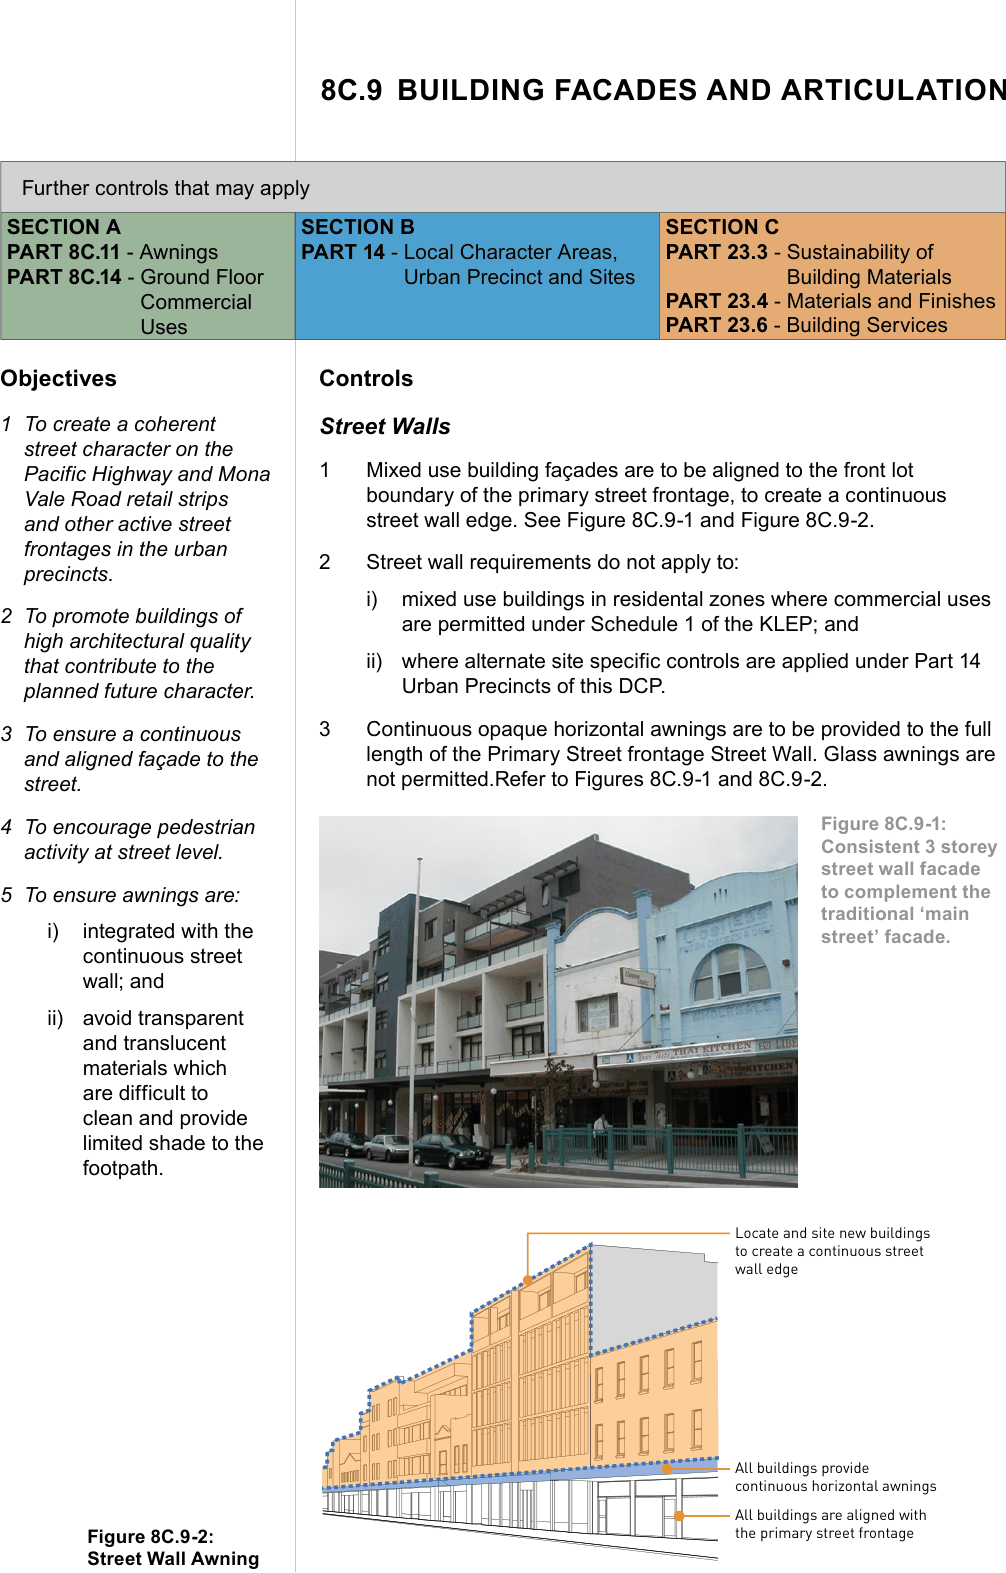 8C.9 BUILDING FACADES AND ARTICULATION
Further controls that may apply
SECTION A
PART 8C.11 - Awnings
PART 8C.14 - Ground Floor
Commercial
Uses
SECTION B
PART 14 - Local Character Areas,
Urban Precinct and Sites
SECTION C
PART 23.3 - Sustainability of
Building Materials
PART 23.4 - Materials and Finishes
PART 23.6 - Building Services
Objectives
1 To create a coherent
street character on the
Pacific Highway and Mona
Vale Road retail strips
and other active street
frontages in the urban
precincts.
2 To promote buildings of
high architectural quality
that contribute to the
planned future character.
3 To ensure a continuous
and aligned façade to the
street.
4 To encourage pedestrian
activity at street level.
5 To ensure awnings are:
i) integrated with the
continuous street
wall; and
ii) avoid transparent
and translucent
materials which
are difficult to
clean and provide
limited shade to the
footpath.
Controls
Street Walls
1 Mixed use building façades are to be aligned to the front lot
boundary of the primary street frontage, to create a continuous
street wall edge. See Figure 8C.9-1 and Figure 8C.9-2.
2 Street wall requirements do not apply to:
i) mixed use buildings in residental zones where commercial uses
are permitted under Schedule 1 of the KLEP; and
ii) where alternate site specific controls are applied under Part 14
Urban Precincts of this DCP.
3 Continuous opaque horizontal awnings are to be provided to the full
length of the Primary Street frontage Street Wall. Glass awnings are
not permitted.Refer to Figures 8C.9-1 and 8C.9-2.
THAI KITCHEN
KITCHEN
Figure 8C.9-1:
Consistent 3 storey
street wall facade
to complement the
traditional ‘main
street’ facade.
Locate and site new buildings
to create a continuous street
wall edge
All buildings provide
continuous horizontal awnings
All buildings are aligned with
the primary street frontage
Figure 8C.9-2:
Street Wall Awning